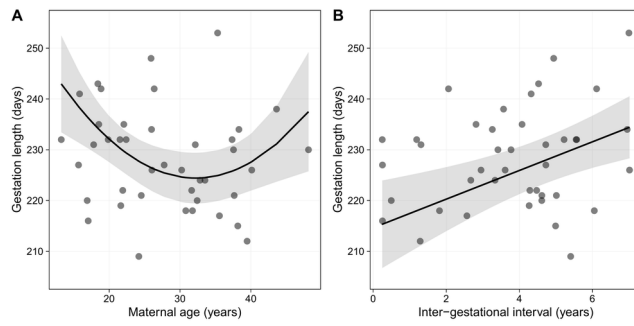 A
Gestation length (days)
250
240
230
220
210
20
30
40
Maternal age (years)
B
Gestation length (days)
250
240
230
220
210
0
2
4
6
Inter-gestational interval (years)